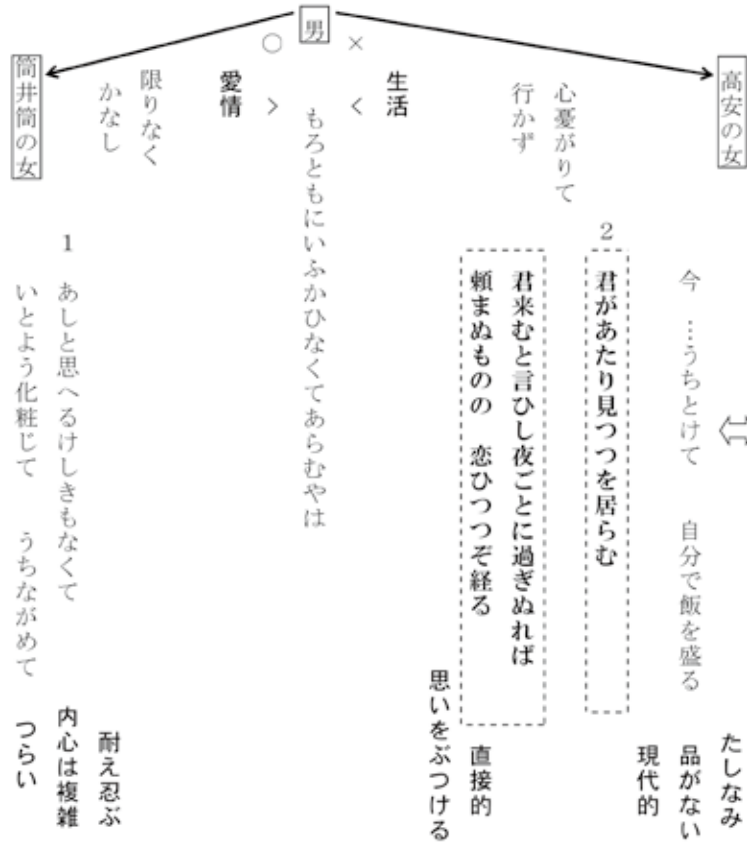 高安の女
たしなみ
今 …うちとけて 自分で飯を盛る
品がない
現代的
2
君があたり見つつを居らむ
心憂がりて
行かず
君来むと言ひし夜ごとに過ぎぬれば
頼まぬものの 恋ひつつぞ経る
直接的
思いをぶつける
×
生活
<
男
もろともにいふかひなくてあらむやは
○
愛情
>
限りなく
かなし
耐え忍ぶ
1 あしと思へるけしきもなくて
内心は複雑
筒井筒の女
いとよう化粧じて うちながめて
つらい